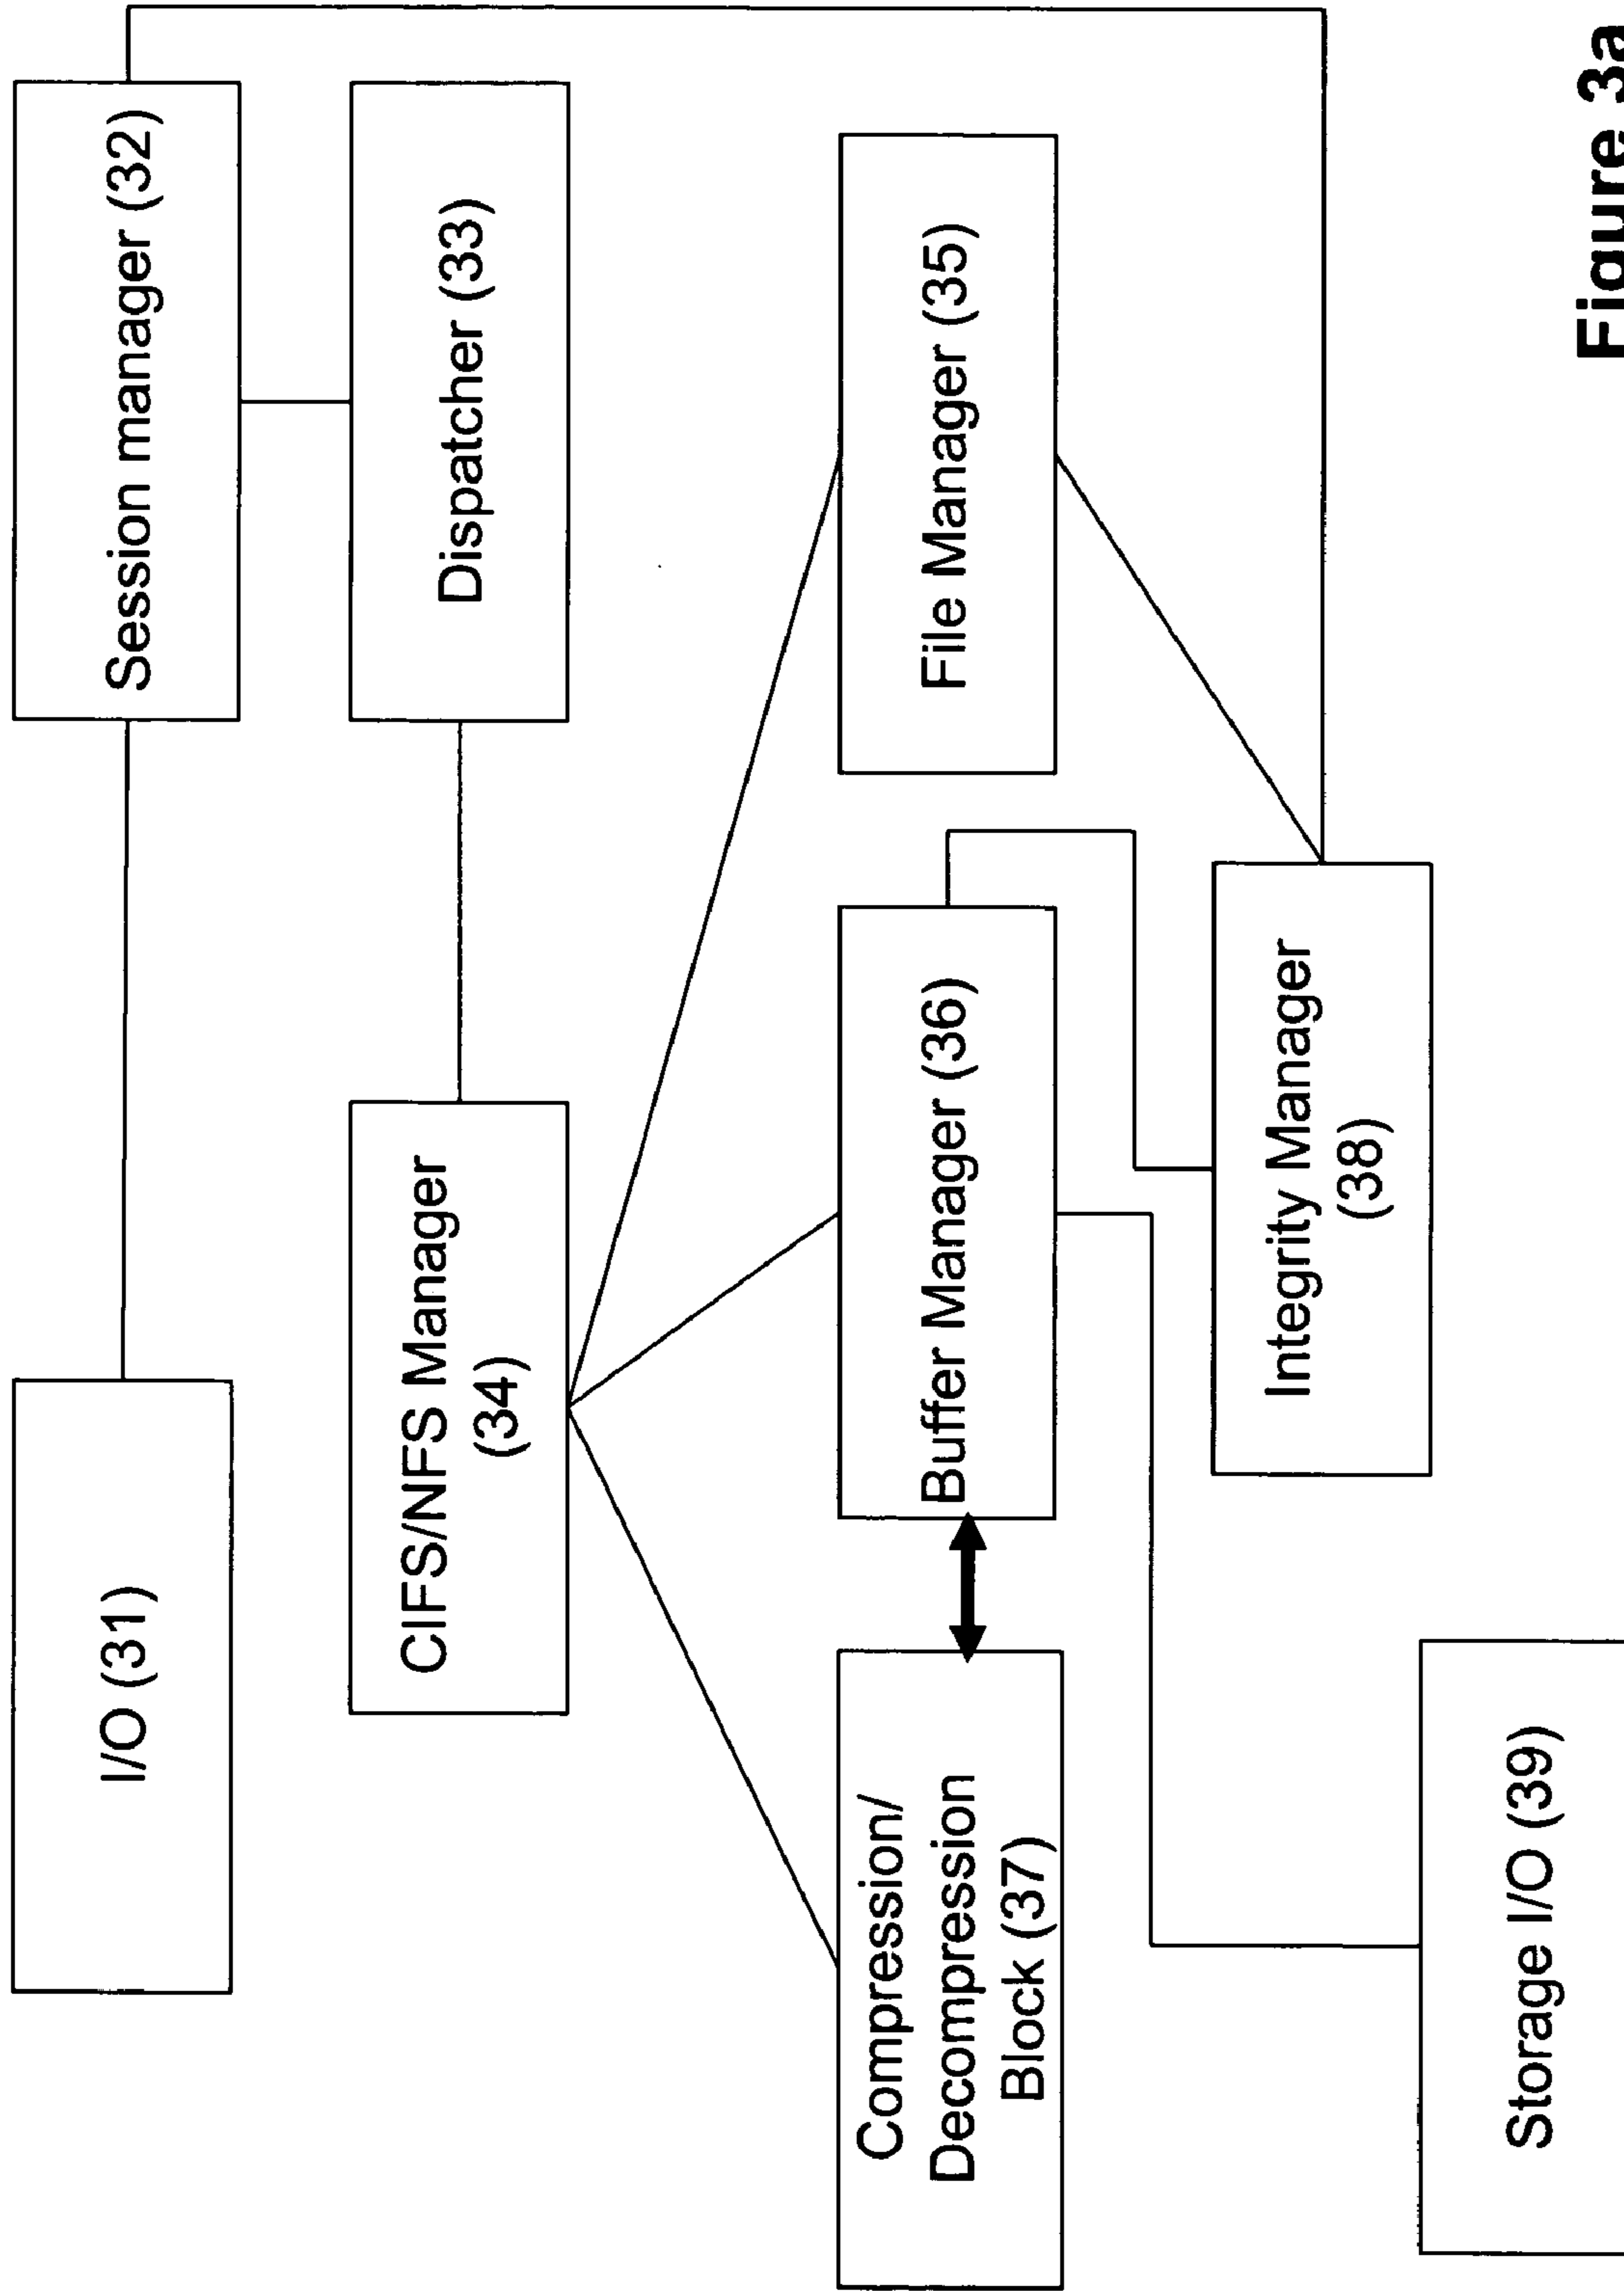 I/O (31)
Session manager (32)
CIFS/NFS Manager
(34)
Dispatcher (33)
Compression/
Decompression
Block (37)
Buffer Manager (36)
File Manager (35)
Integrity Manager
(38)
Storage I/O (39)
Figure 3a